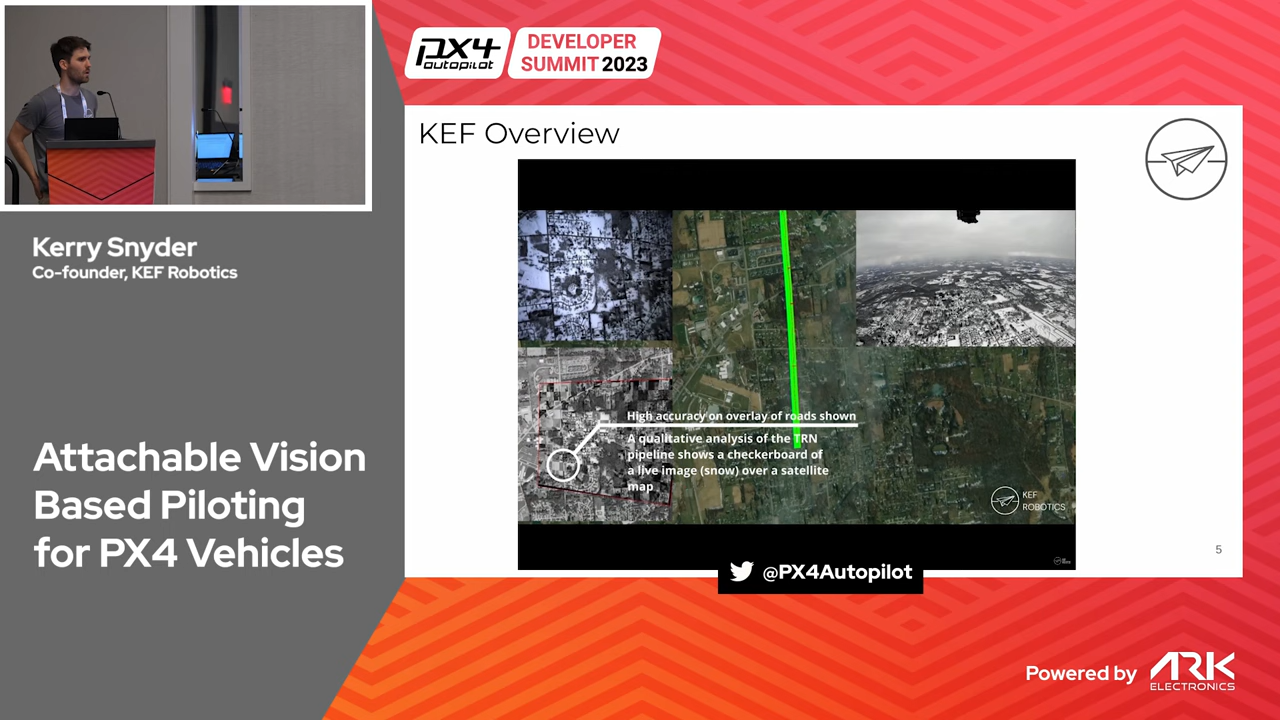 PX4
autopilot
DEVELOPER
SUMMIT 2023
KEF Overview
Kerry Snyder
Co-founder, KEF Robotics
Attachable Vision
Based Piloting
for PX4 Vehicles
High accuracy on overlay of roads shown
A qualitative analysis of the TRN
pipeline shows a checkerboard of
a live image (snow) over a satellite
map
KEF
ROBOTICS
5
@PX4Autopilot
Powered by
ARK
ELECTRONICS